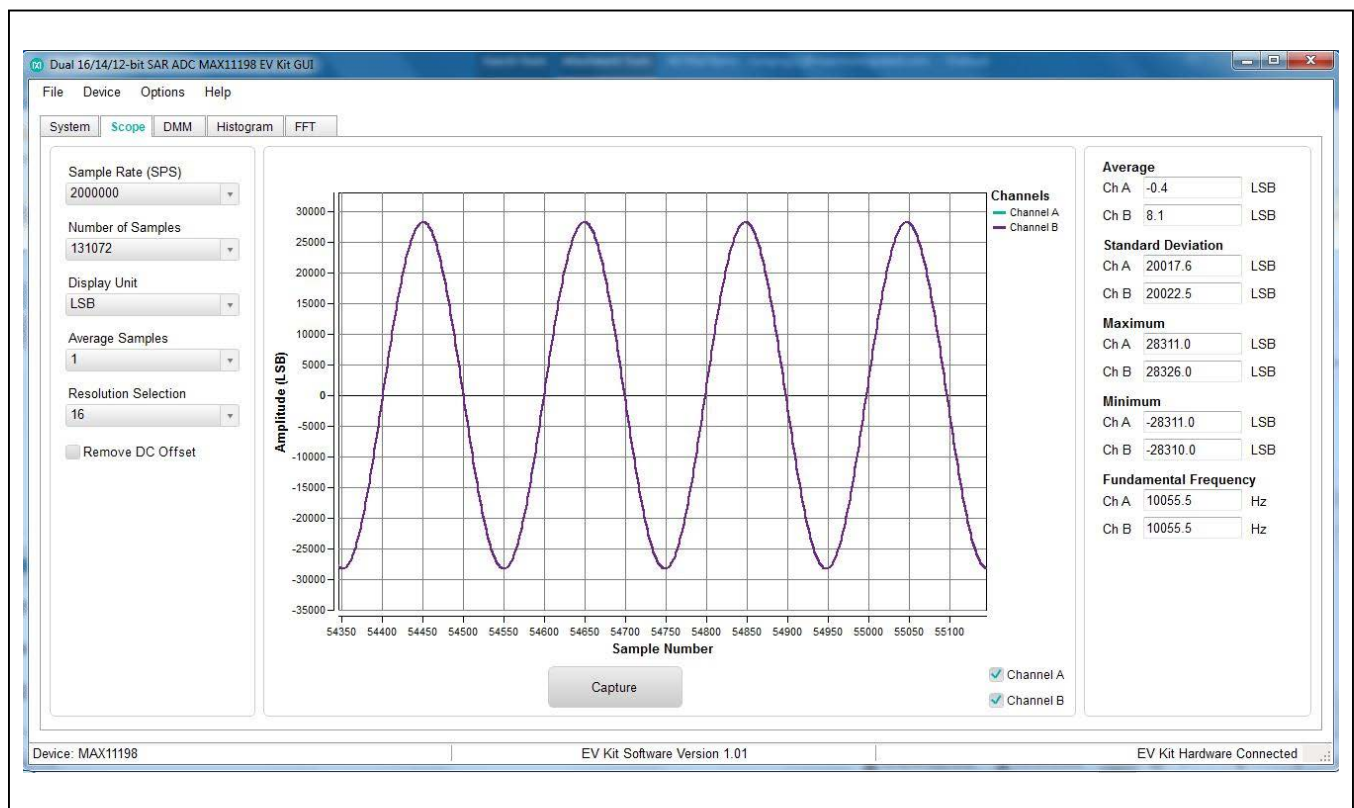 Dual 16/14/12-bit SAR ADC MAX11198 EV Kit GUI
File Device Options Help
System Scope DMM Histogram FFT
Sample Rate (SPS)
2000000
Number of Samples
131072
Display Unit
LSB
Average Samples
1
Resolution Selection
16
Remove DC Offset
Amplitude (LSB)
30000
25000
20000
15000
10000
5000
0
-5000
-10000
-15000
-20000
-25000
-30000
-35000
54350 54400 54450 54500 54550 54600 54650 54700 54750 54800 54850 54900 54950 55000 55050 55100
Sample Number
Channels
Channel A
Channel B
Capture
Channel A
Channel B
Average
Ch A -0.4 LSB
Ch B 8.1 LSB
Standard Deviation
Ch A 20017.6 LSB
Ch B 20022.5 LSB
Maximum
Ch A 28311.0 LSB
Ch B 28326.0 LSB
Minimum
Ch A -28311.0 LSB
Ch B -28310.0 LSB
Fundamental Frequency
Ch A 10055.5 Hz
Ch B 10055.5 Hz
Device: MAX11198 EV Kit Software Version 1.01 EV Kit Hardware Connected